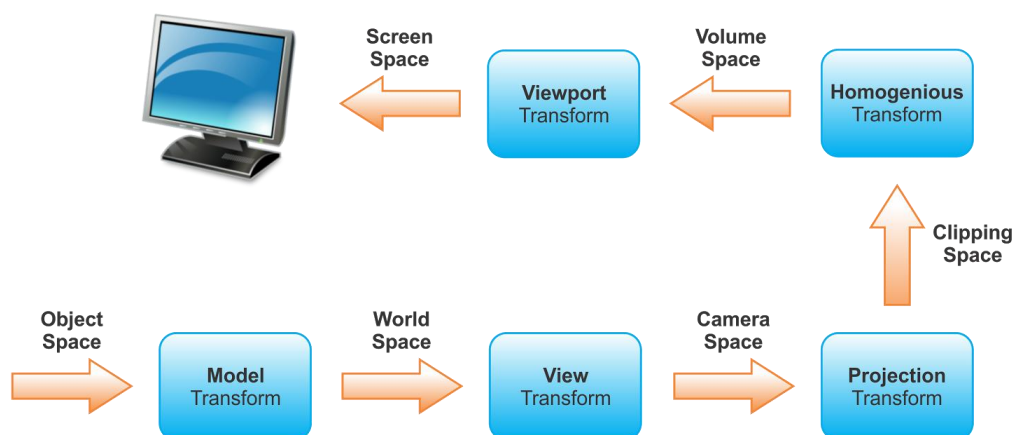 Screen
Space
Viewport
Transform
Volume
Space
Homogenious
Transform
Clipping
Space
Object
Space
Model
Transform
World
Space
View
Transform
Camera
Space
Projection
Transform